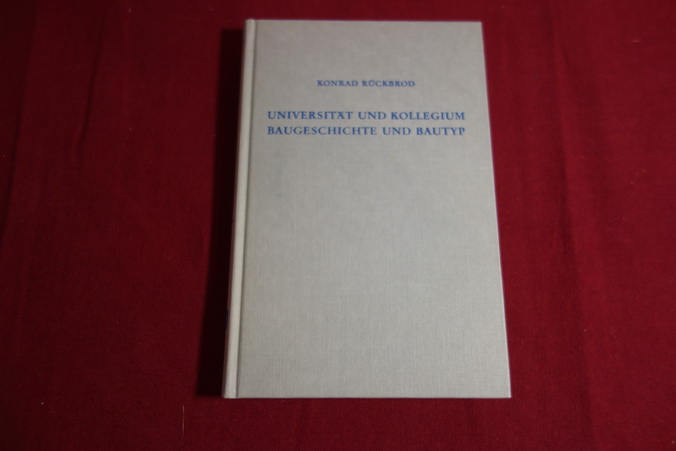 KONRAD RÜCKBROD
UNIVERSITÄT UND KOLLEGIUM
BAUGESCHICHTE UND BAUTYP